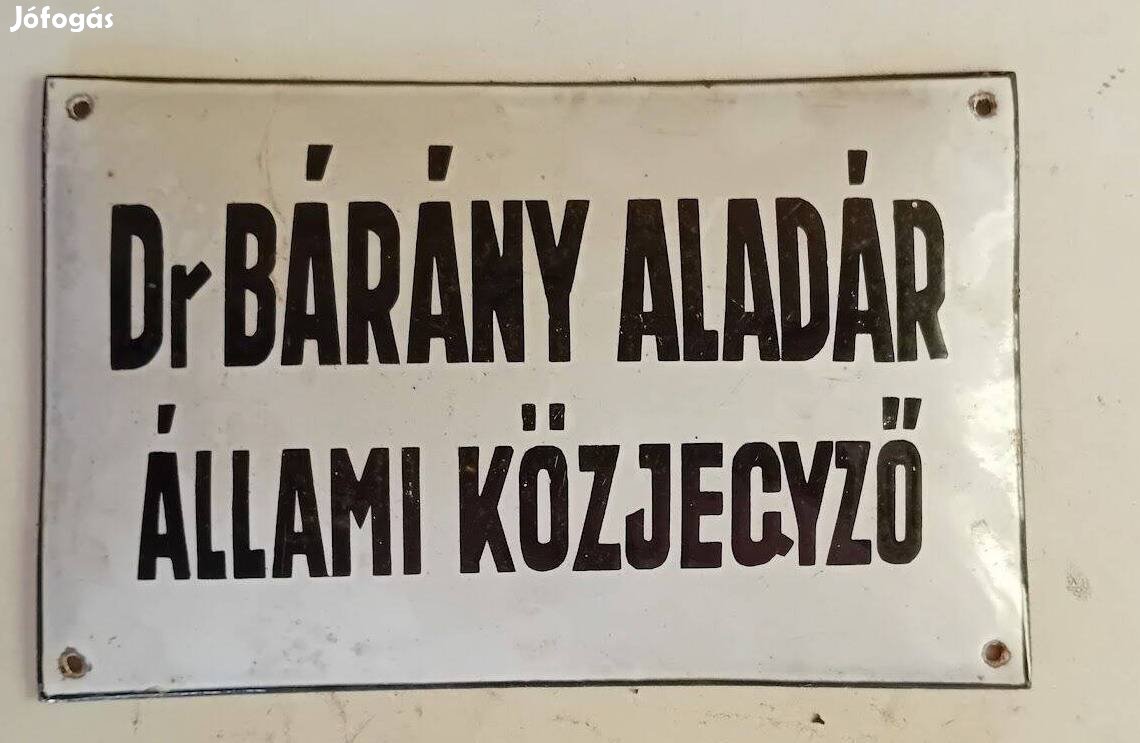 Jófogás
Dr BÁRÁNY ALADÁR
ÁLLAMI KÖZJEGYZŐ